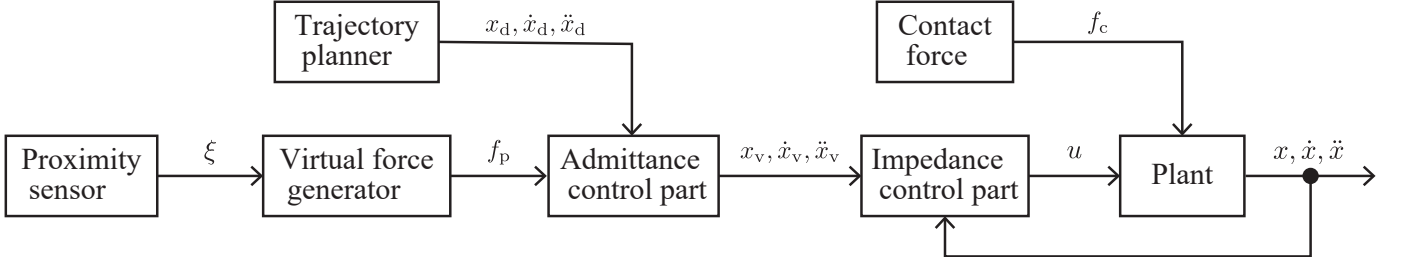 Trajectory
planner
x_d, ẋ_d, ẍ_d
Contact
force
f_c
Proximity
sensor
ξ
Virtual force
generator
f_p
Admittance
control part
x_v, ẋ_v, ẍ_v
Impedance
control part
u
Plant
x, ẋ, ẍ